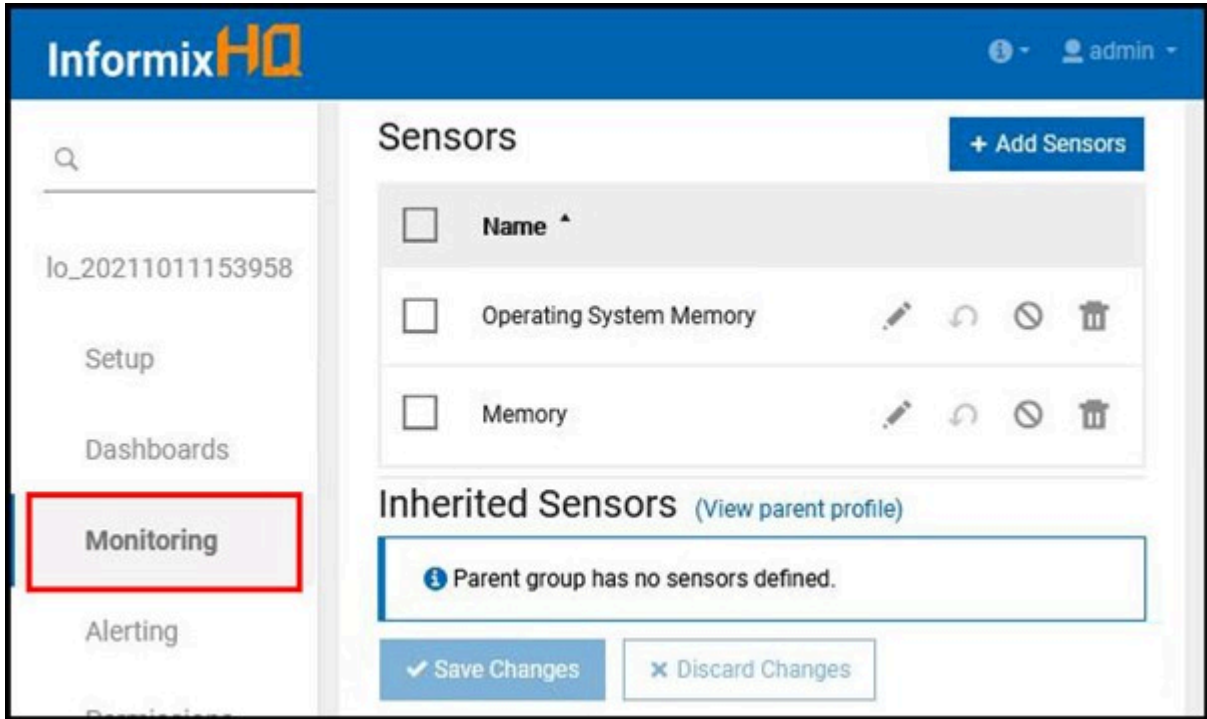 InformixHQ
admin
Sensors
+ Add Sensors
Name
lo_20211011153958
Operating System Memory
Setup
Memory
Dashboards
Inherited Sensors (View parent profile)
Monitoring
Parent group has no sensors defined.
Alerting
Save Changes
Discard Changes